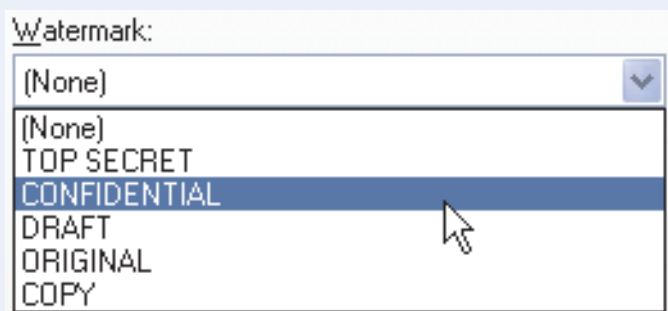 Watermark:
(None)
(None)
TOP SECRET
CONFIDENTIAL
DRAFT
ORIGINAL
COPY